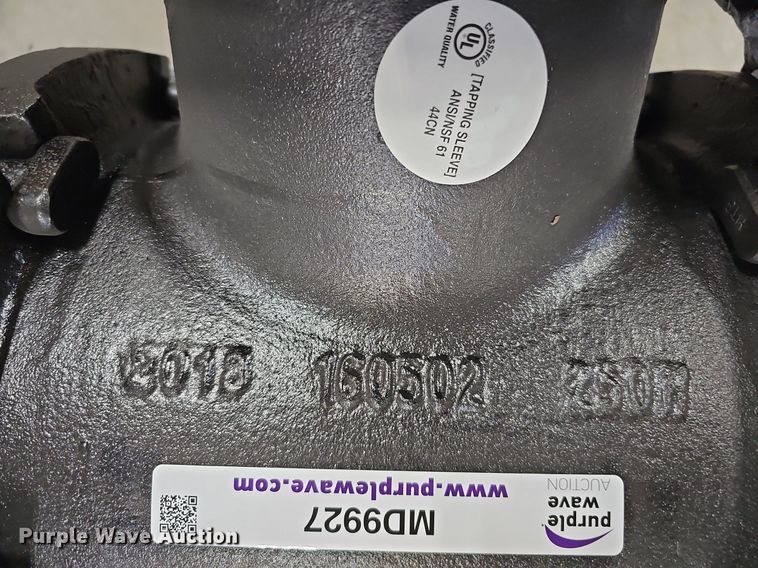 CLASSIFIED
UL
WATER QUALITY
[TAPPING SLEEVE]
ANSI/NSF 61
44CN
160502
purple
wave
AUCTION
MD9927
www.purplewave.com
Purple Wave Auction